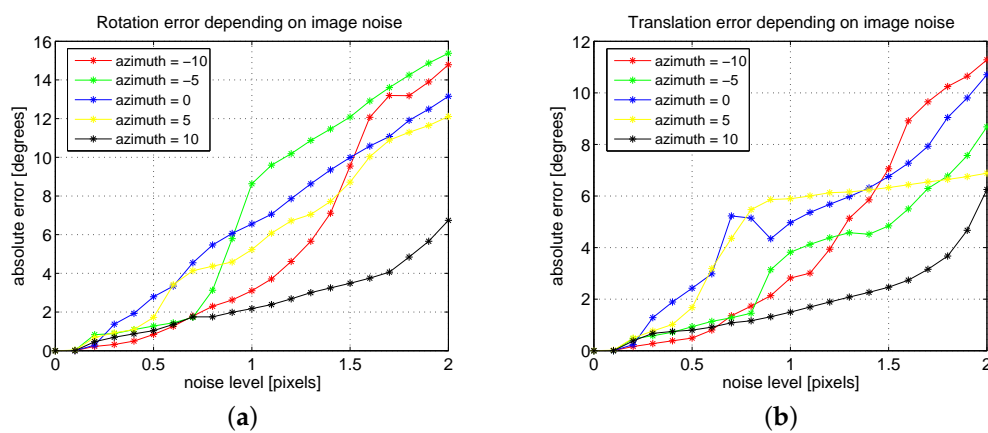 Rotation error depending on image noise
16
14
12
10
8
6
4
2
0
absolute error [degrees]
azimuth = −10
azimuth = −5
azimuth = 0
azimuth = 5
azimuth = 10
0 0.5 1 1.5 2
noise level [pixels]
(a)
Translation error depending on image noise
12
10
8
6
4
2
0
absolute error [degrees]
azimuth = −10
azimuth = −5
azimuth = 0
azimuth = 5
azimuth = 10
0 0.5 1 1.5 2
noise level [pixels]
(b)